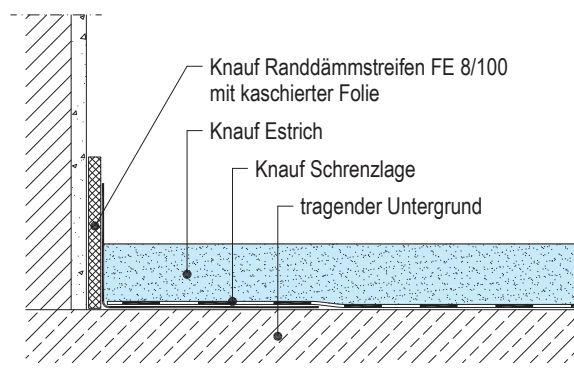 Knauf Randdämmstreifen FE 8/100
mit kaschierter Folie
Knauf Estrich
Knauf Schrenzlage
tragender Untergrund